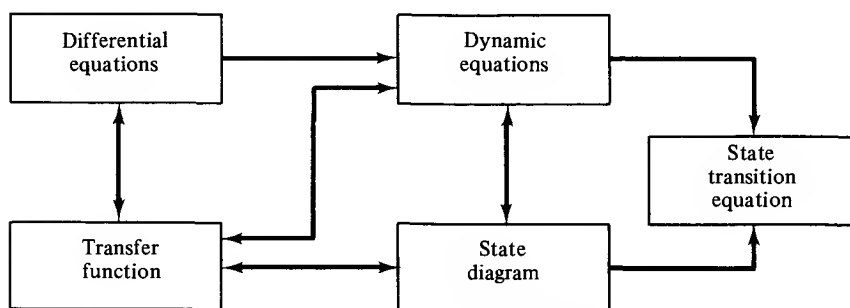 Differential
equations
Dynamic
equations
State
transition
equation
Transfer
function
State
diagram